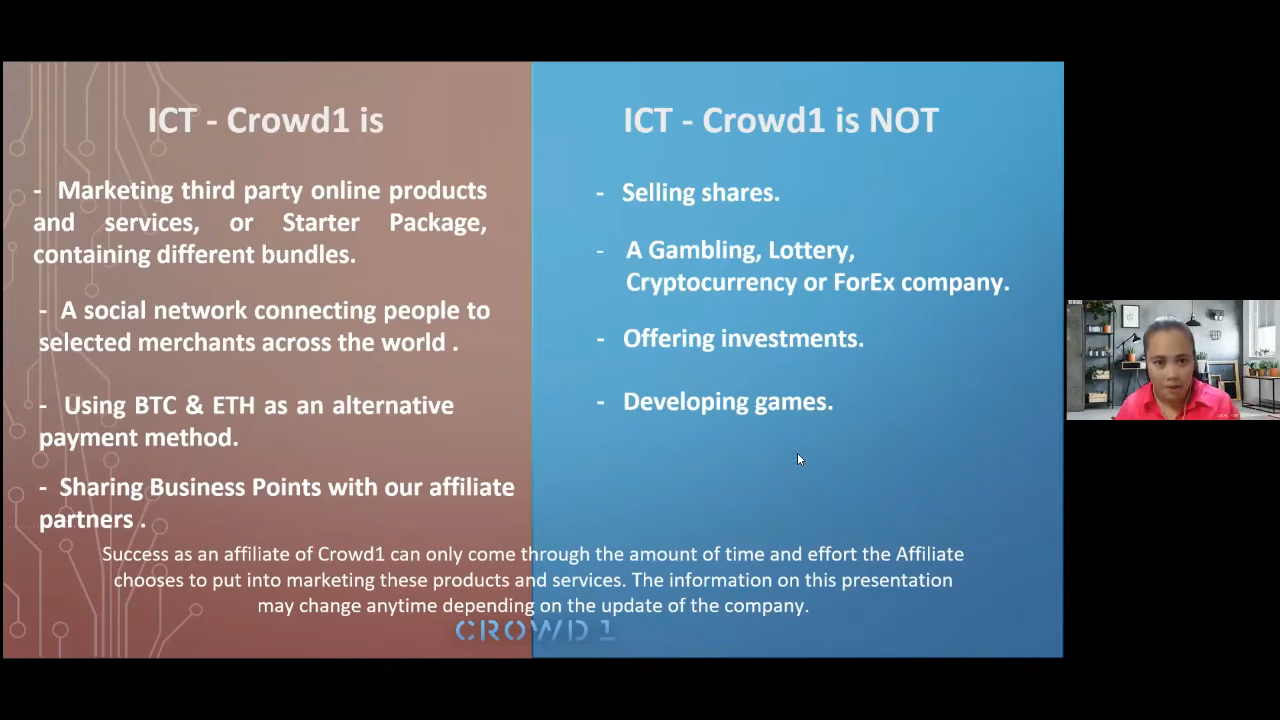 ICT - Crowd1 is
- Marketing third party online products
and services, or Starter Package,
containing different bundles.
- A social network connecting people to
selected merchants across the world .
- Using BTC & ETH as an alternative
payment method.
- Sharing Business Points with our affiliate
partners .
ICT - Crowd1 is NOT
- Selling shares.
- A Gambling, Lottery,
Cryptocurrency or ForEx company.
- Offering investments.
- Developing games.
Success as an affiliate of Crowd1 can only come through the amount of time and effort the Affiliate
chooses to put into marketing these products and services. The information on this presentation
may change anytime depending on the update of the company.
CROWD1